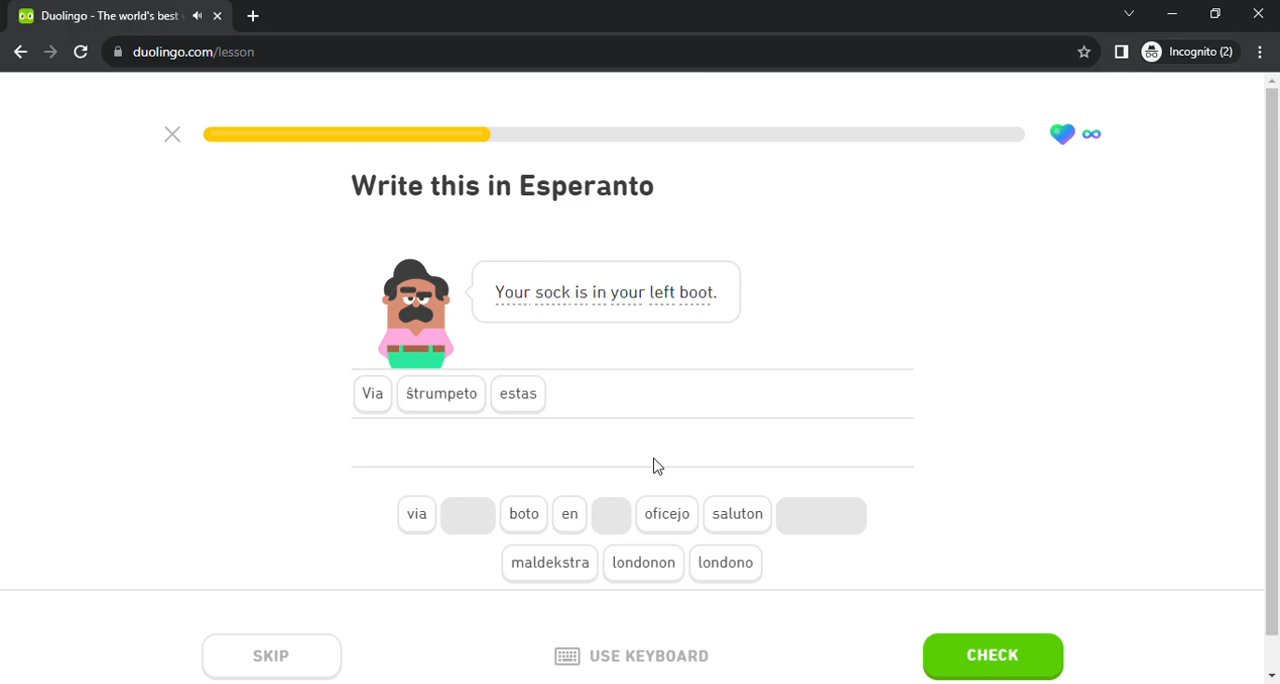 Duolingo - The world's best
duolingo.com/lesson
Incognito (2)
Write this in Esperanto
Your sock is in your left boot.
Via ŝtrumpeto estas
via boto en oficejo saluton
maldekstra londonon londono
SKIP USE KEYBOARD CHECK